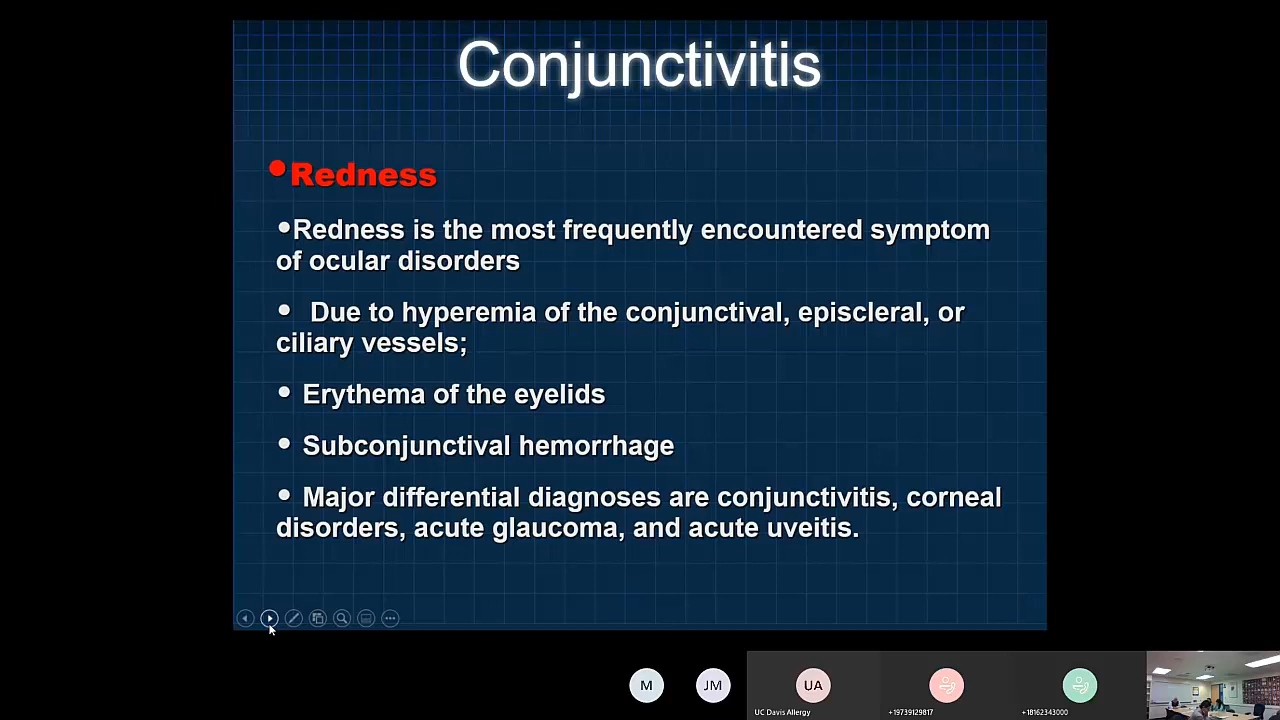 Conjunctivitis
•Redness
•Redness is the most frequently encountered symptom
of ocular disorders
• Due to hyperemia of the conjunctival, episcleral, or
ciliary vessels;
• Erythema of the eyelids
• Subconjunctival hemorrhage
• Major differential diagnoses are conjunctivitis, corneal
disorders, acute glaucoma, and acute uveitis.
M
JM
UA
UC Davis Allergy
+19739129817
+18162343000